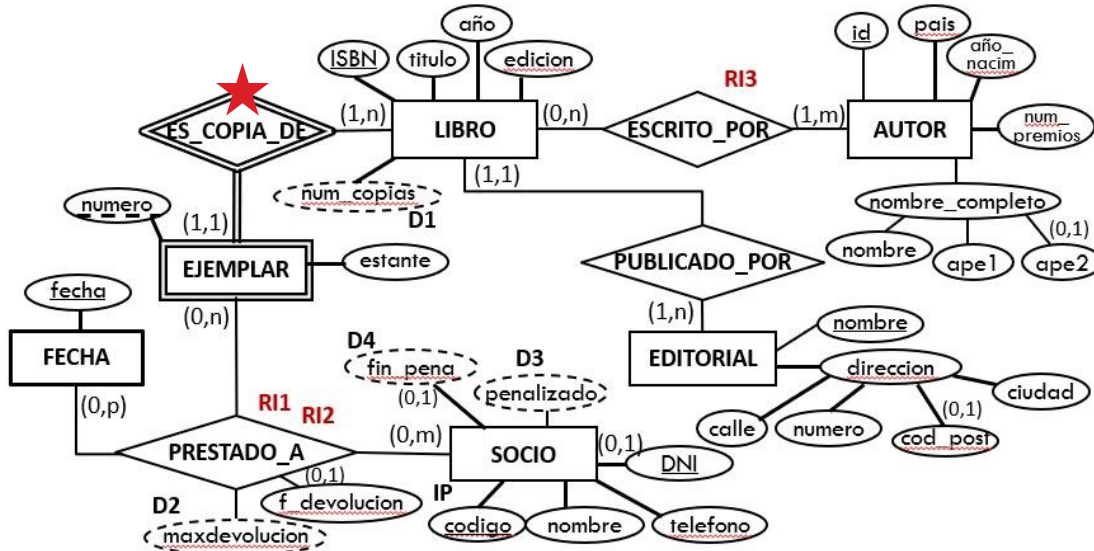 año
id
pais
ISBN
titulo
edicion
año_
nacim
RI3
ES_COPIA_DE
(1,n)
LIBRO
(0,n)
ESCRITO_POR
(1,m)
AUTOR
num_
premios
num_copias
D1
(1,1)
numero
(1,1)
nombre_completo
(0,1)
nombre
ape1
ape2
EJEMPLAR
estante
PUBLICADO_POR
fecha
(0,n)
(1,n)
nombre
FECHA
D4
D3
EDITORIAL
fin_pena
(0,1)
penalizado
direccion
ciudad
(0,p)
RI1
RI2
calle
numero
(0,1)
cod_post
PRESTADO_A
(0,m)
SOCIO
(0,1)
DNI
(0,1)
f_devolucion
IP
D2
maxdevolucion
codigo
nombre
telefono